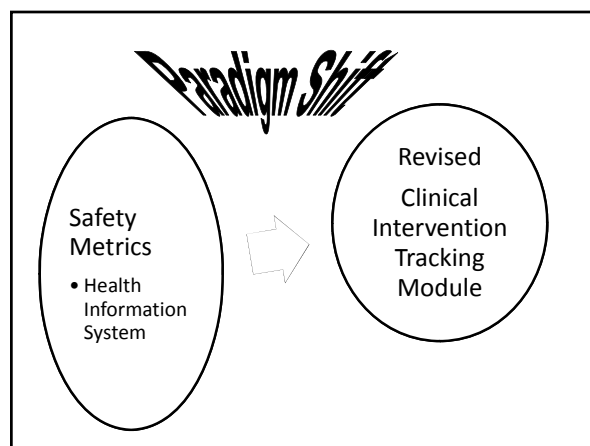 Paradigm Shift
Safety
Metrics
• Health
Information
System
Revised
Clinical
Intervention
Tracking
Module